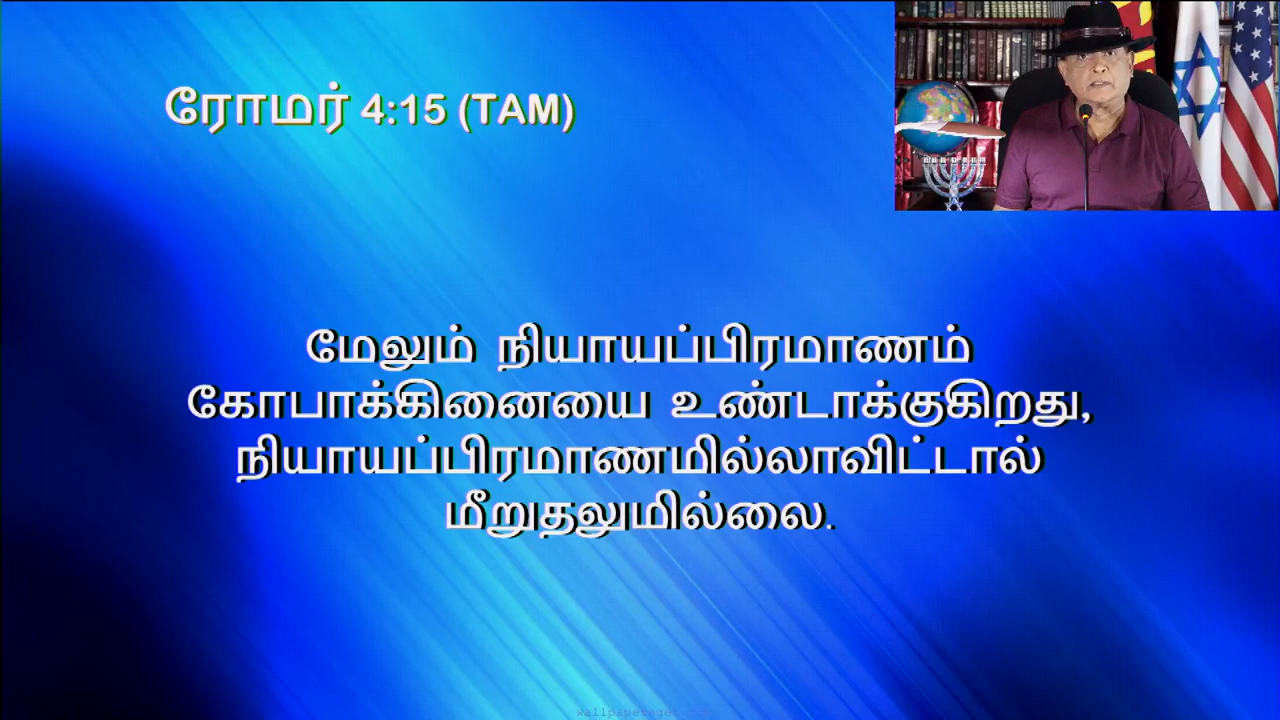 ரோமர் 4:15 (TAM)
மேலும் நியாயப்பிரமாணம்
கோபாக்கினையை உண்டாக்குகிறது,
நியாயப்பிரமாணமில்லாவிட்டால்
மீறுதலுமில்லை.